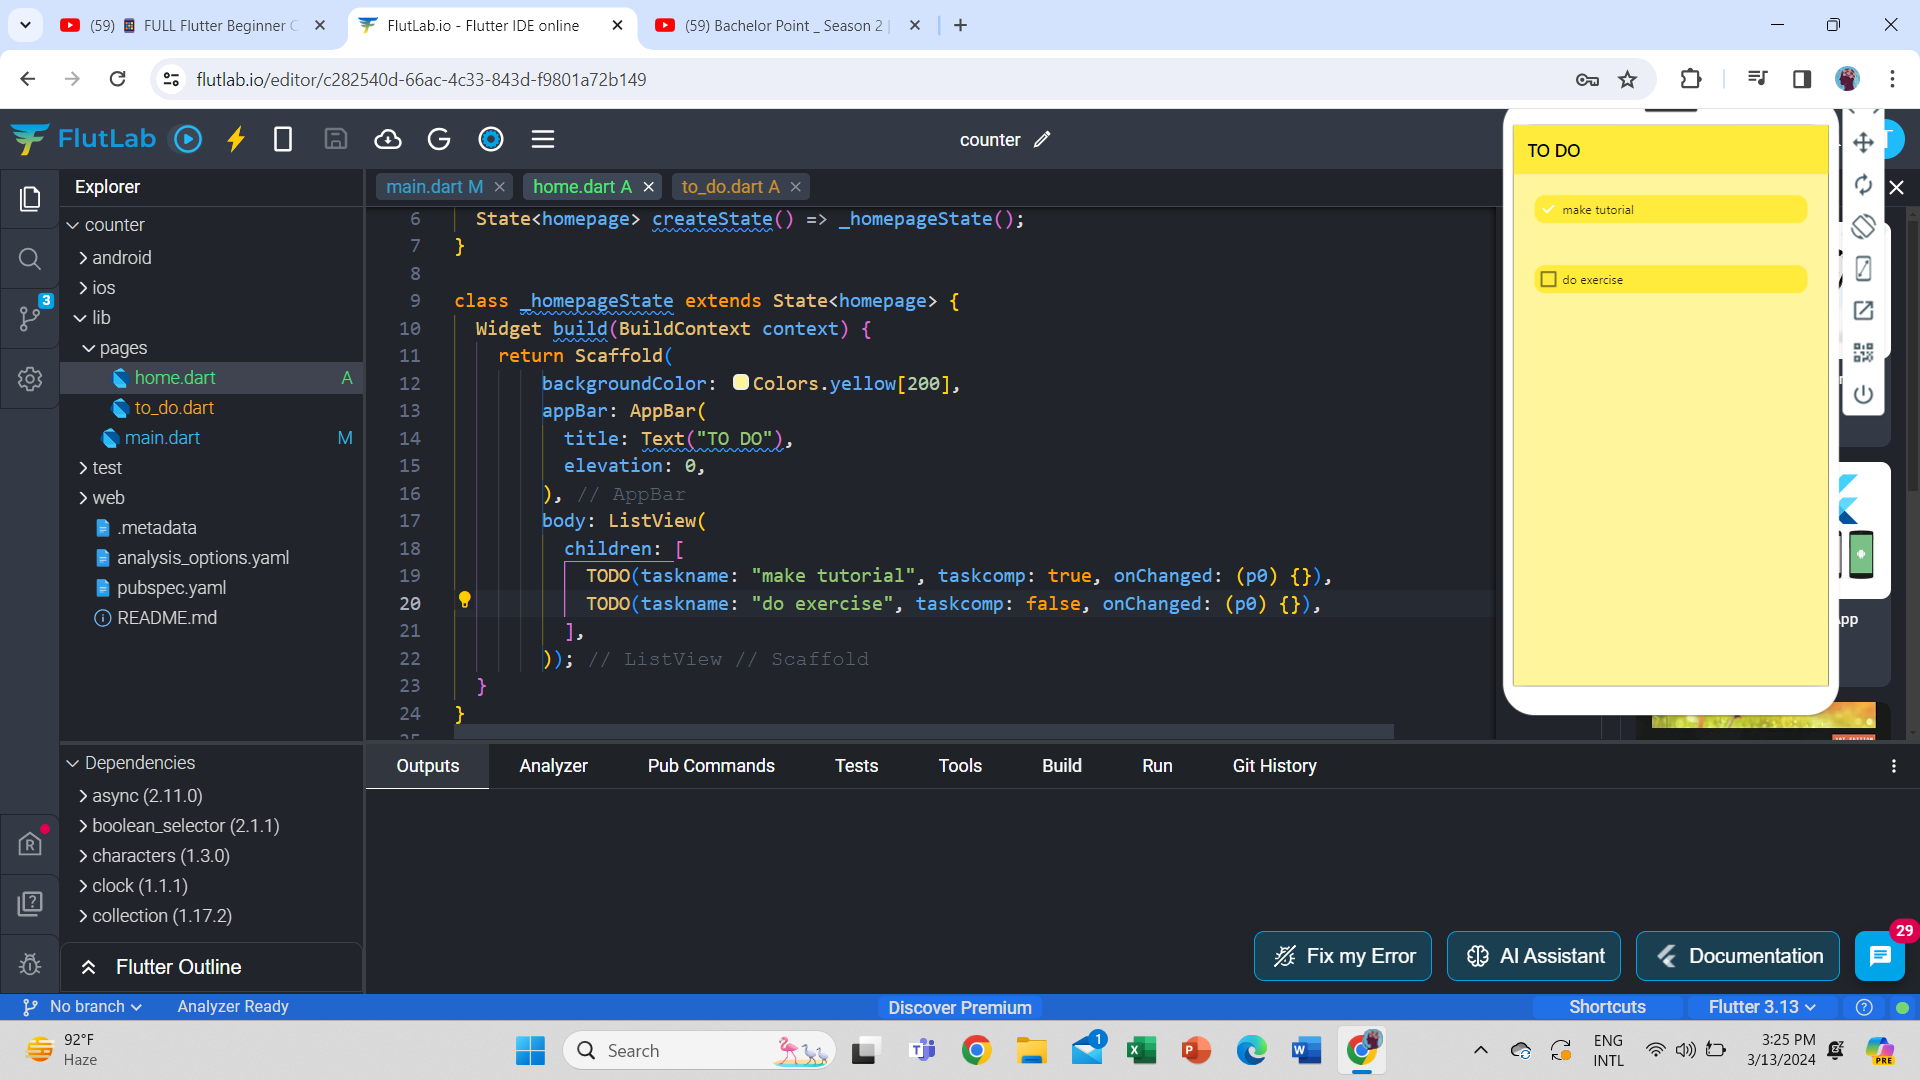 (59) FULL Flutter Beginner C
FlutLab.io - Flutter IDE online
(59) Bachelor Point _ Season 2 |
flutlab.io/editor/c282540d-66ac-4c33-843d-f9801a72b149
FlutLab
counter
Explorer
main.dart M
home.dart A
to_do.dart A
counter
android
ios
lib
pages
home.dart A
to_do.dart
main.dart M
test
web
.metadata
analysis_options.yaml
pubspec.yaml
README.md
3
6 State<homepage> createState() => _homepageState();
7 }
8
9 class _homepageState extends State<homepage> {
10 Widget build(BuildContext context) {
11 return Scaffold(
12 backgroundColor: Colors.yellow[200],
13 appBar: AppBar(
14 title: Text("TO DO"),
15 elevation: 0,
16 ), // AppBar
17 body: ListView(
18 children: [
19 TODO(taskname: "make tutorial", taskcomp: true, onChanged: (p0) {}),
20 TODO(taskname: "do exercise", taskcomp: false, onChanged: (p0) {}),
21 ],
22 )); // ListView // Scaffold
23 }
24 }
TO DO
make tutorial
do exercise
App
Dependencies
async (2.11.0)
boolean_selector (2.1.1)
characters (1.3.0)
clock (1.1.1)
collection (1.17.2)
Flutter Outline
Outputs Analyzer Pub Commands Tests Tools Build Run Git History
Fix my Error
AI Assistant
Documentation
29
No branch
Analyzer Ready
Discover Premium
Shortcuts
Flutter 3.13
92°F
Haze
Search
1
ENG
INTL
3:25 PM
3/13/2024
PRE